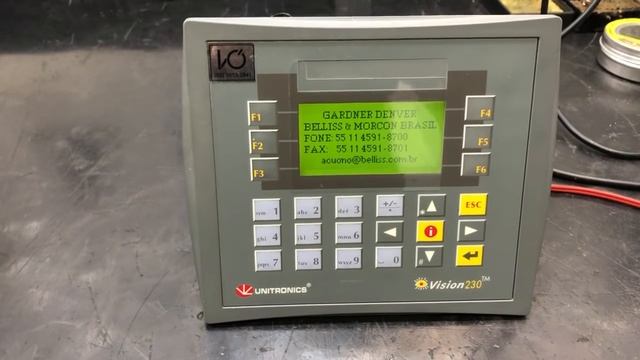 I/O
GARDNER DENVER
BELLISS & MORCON BRASIL
FONE: 55 11 4591-8700
FAX: 55 11 4591-8701
acuono@belliss.com.br
F1
F2
F3
F4
F5
F6
1
abc 2
def 3
+/-
ESC
ghi 4
jkl 5
mno 6
i
pqrs 7
tuv 8
wxyz 9
0
#
UNITRONICS®
Vision230™